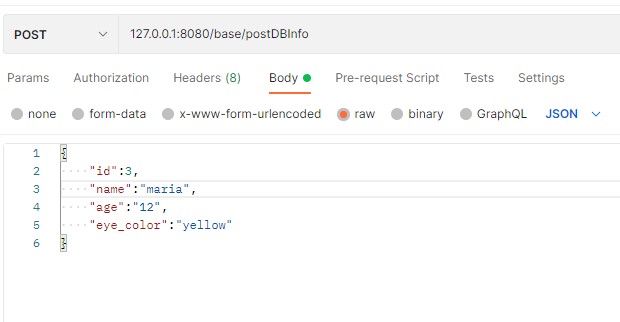 POST 127.0.0.1:8080/base/postDBInfo
Params Authorization Headers (8) Body Pre-request Script Tests Settings
none form-data x-www-form-urlencoded raw binary GraphQL JSON
1 {
2 "id":3,
3 "name":"maria",
4 "age":"12",
5 "eye_color":"yellow"
6 }